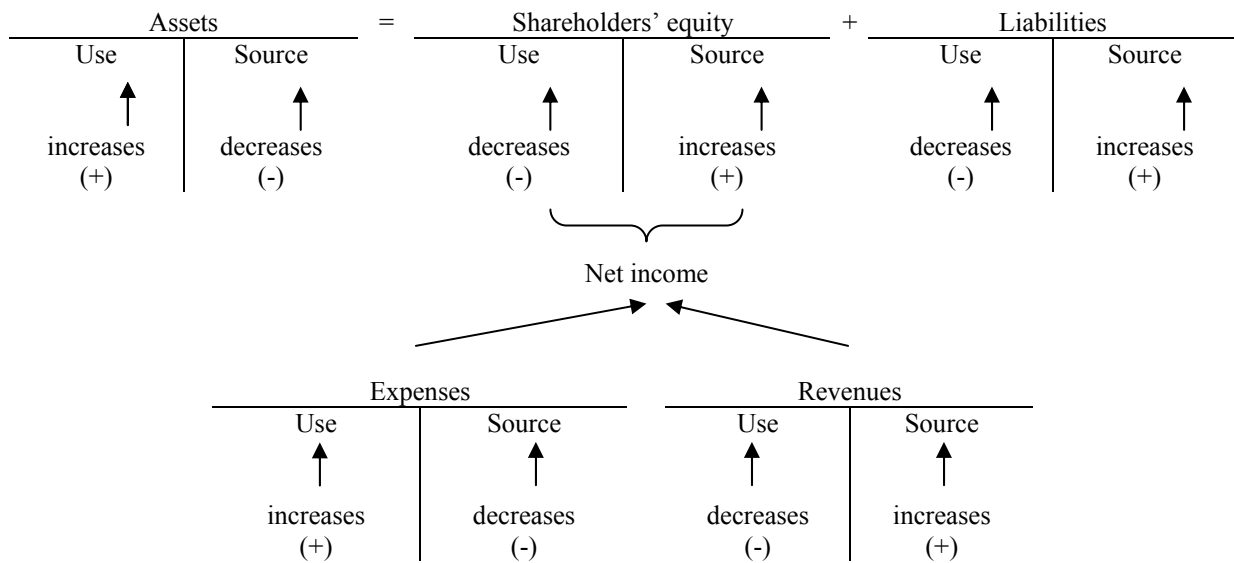 Assets = Shareholders’ equity + Liabilities
Use Source Use Source Use Source
increases decreases decreases increases decreases increases
(+) (-) (-) (+) (-) (+)
Net income
Expenses Revenues
Use Source Use Source
increases decreases decreases increases
(+) (-) (-) (+)